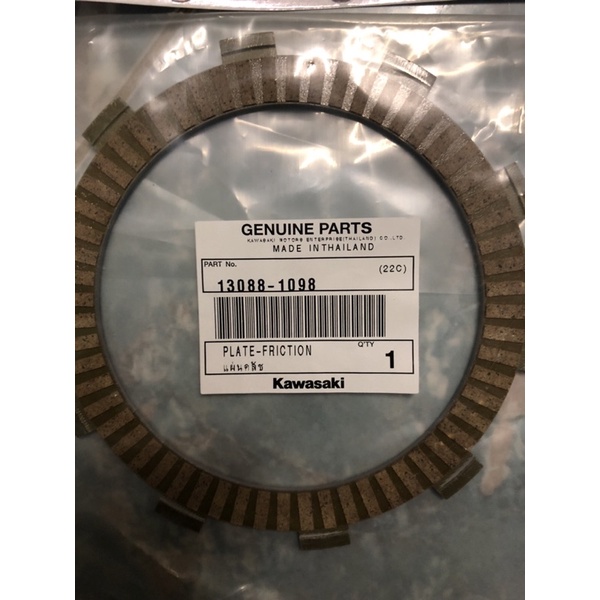 GENUINE PARTS
KAWASAKI MOTORS ENTERPRISE(THAILAND) CO.,LTD.
MADE IN THAILAND
PART No.
(22C)
13088-1098
PLATE-FRICTION
Q'TY
แผ่นคลัช
1
Kawasaki